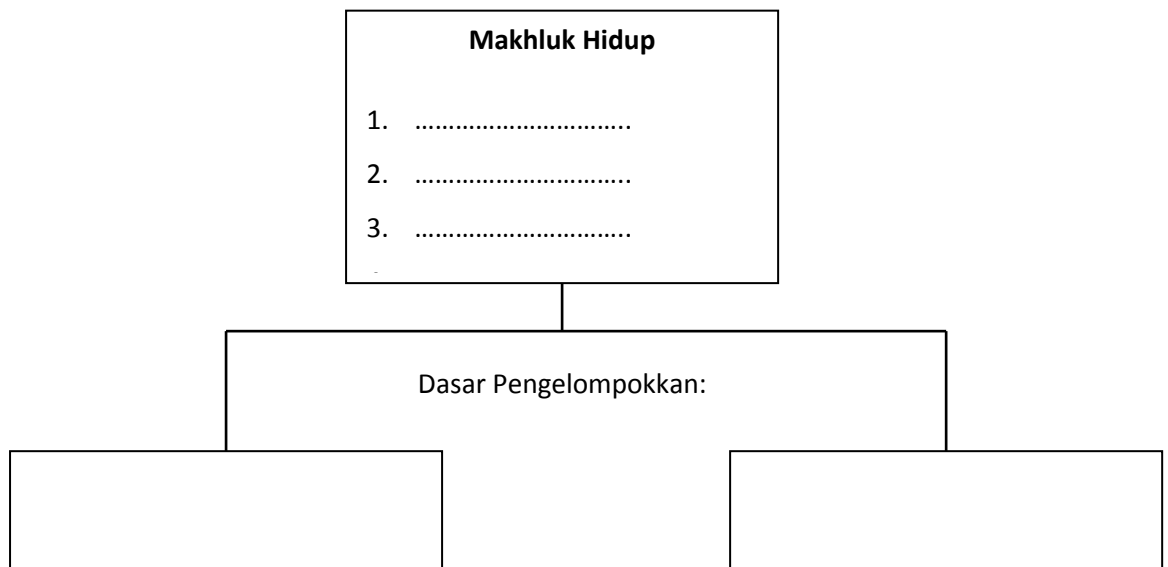 Makhluk Hidup
1. …………………………..
2. …………………………..
3. …………………………..
Dasar Pengelompokkan: